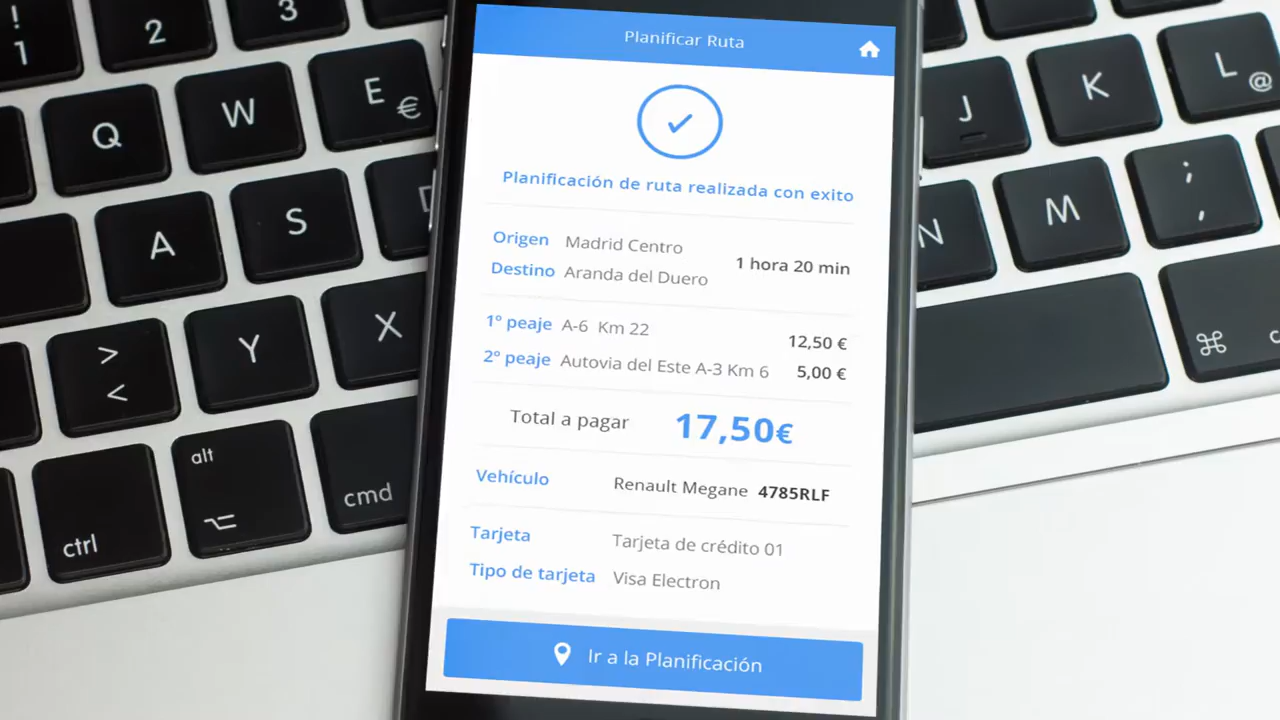 Planificar Ruta
Planificación de ruta realizada con exito
Origen Madrid Centro
1 hora 20 min
Destino Aranda del Duero
1º peaje A-6 Km 22
12,50 €
2º peaje Autovia del Este A-3 Km 6 5,00 €
Total a pagar 17,50€
Vehículo Renault Megane 4785RLF
Tarjeta Tarjeta de crédito 01
Tipo de tarjeta Visa Electron
Ir a la Planificación
! 1 2 3
Q W E €
A S D
> < Y X
alt
ctrl cmd
J K L @
N M ; ,
⌘ c